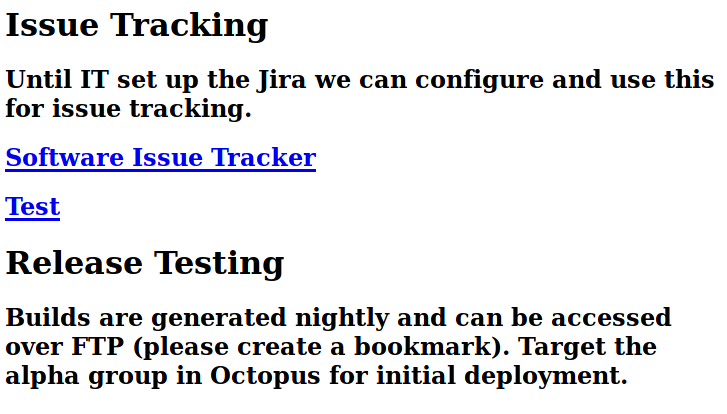 Issue Tracking
Until IT set up the Jira we can configure and use this
for issue tracking.
Software Issue Tracker
Test
Release Testing
Builds are generated nightly and can be accessed
over FTP (please create a bookmark). Target the
alpha group in Octopus for initial deployment.